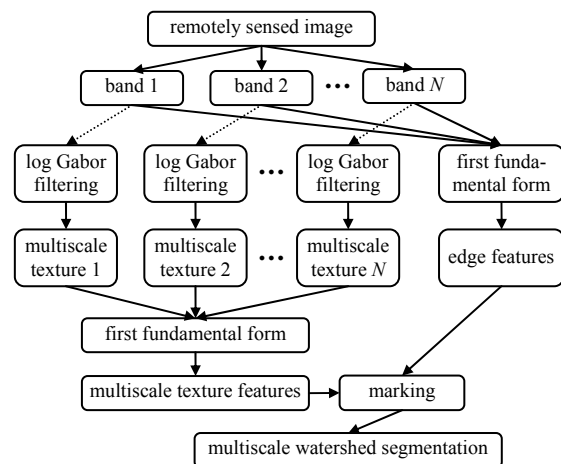 remotely sensed image
band 1
band 2
•••
band N
log Gabor
filtering
log Gabor
filtering
•••
log Gabor
filtering
first funda-
mental form
multiscale
texture 1
multiscale
texture 2
•••
multiscale
texture N
edge features
first fundamental form
multiscale texture features
marking
multiscale watershed segmentation